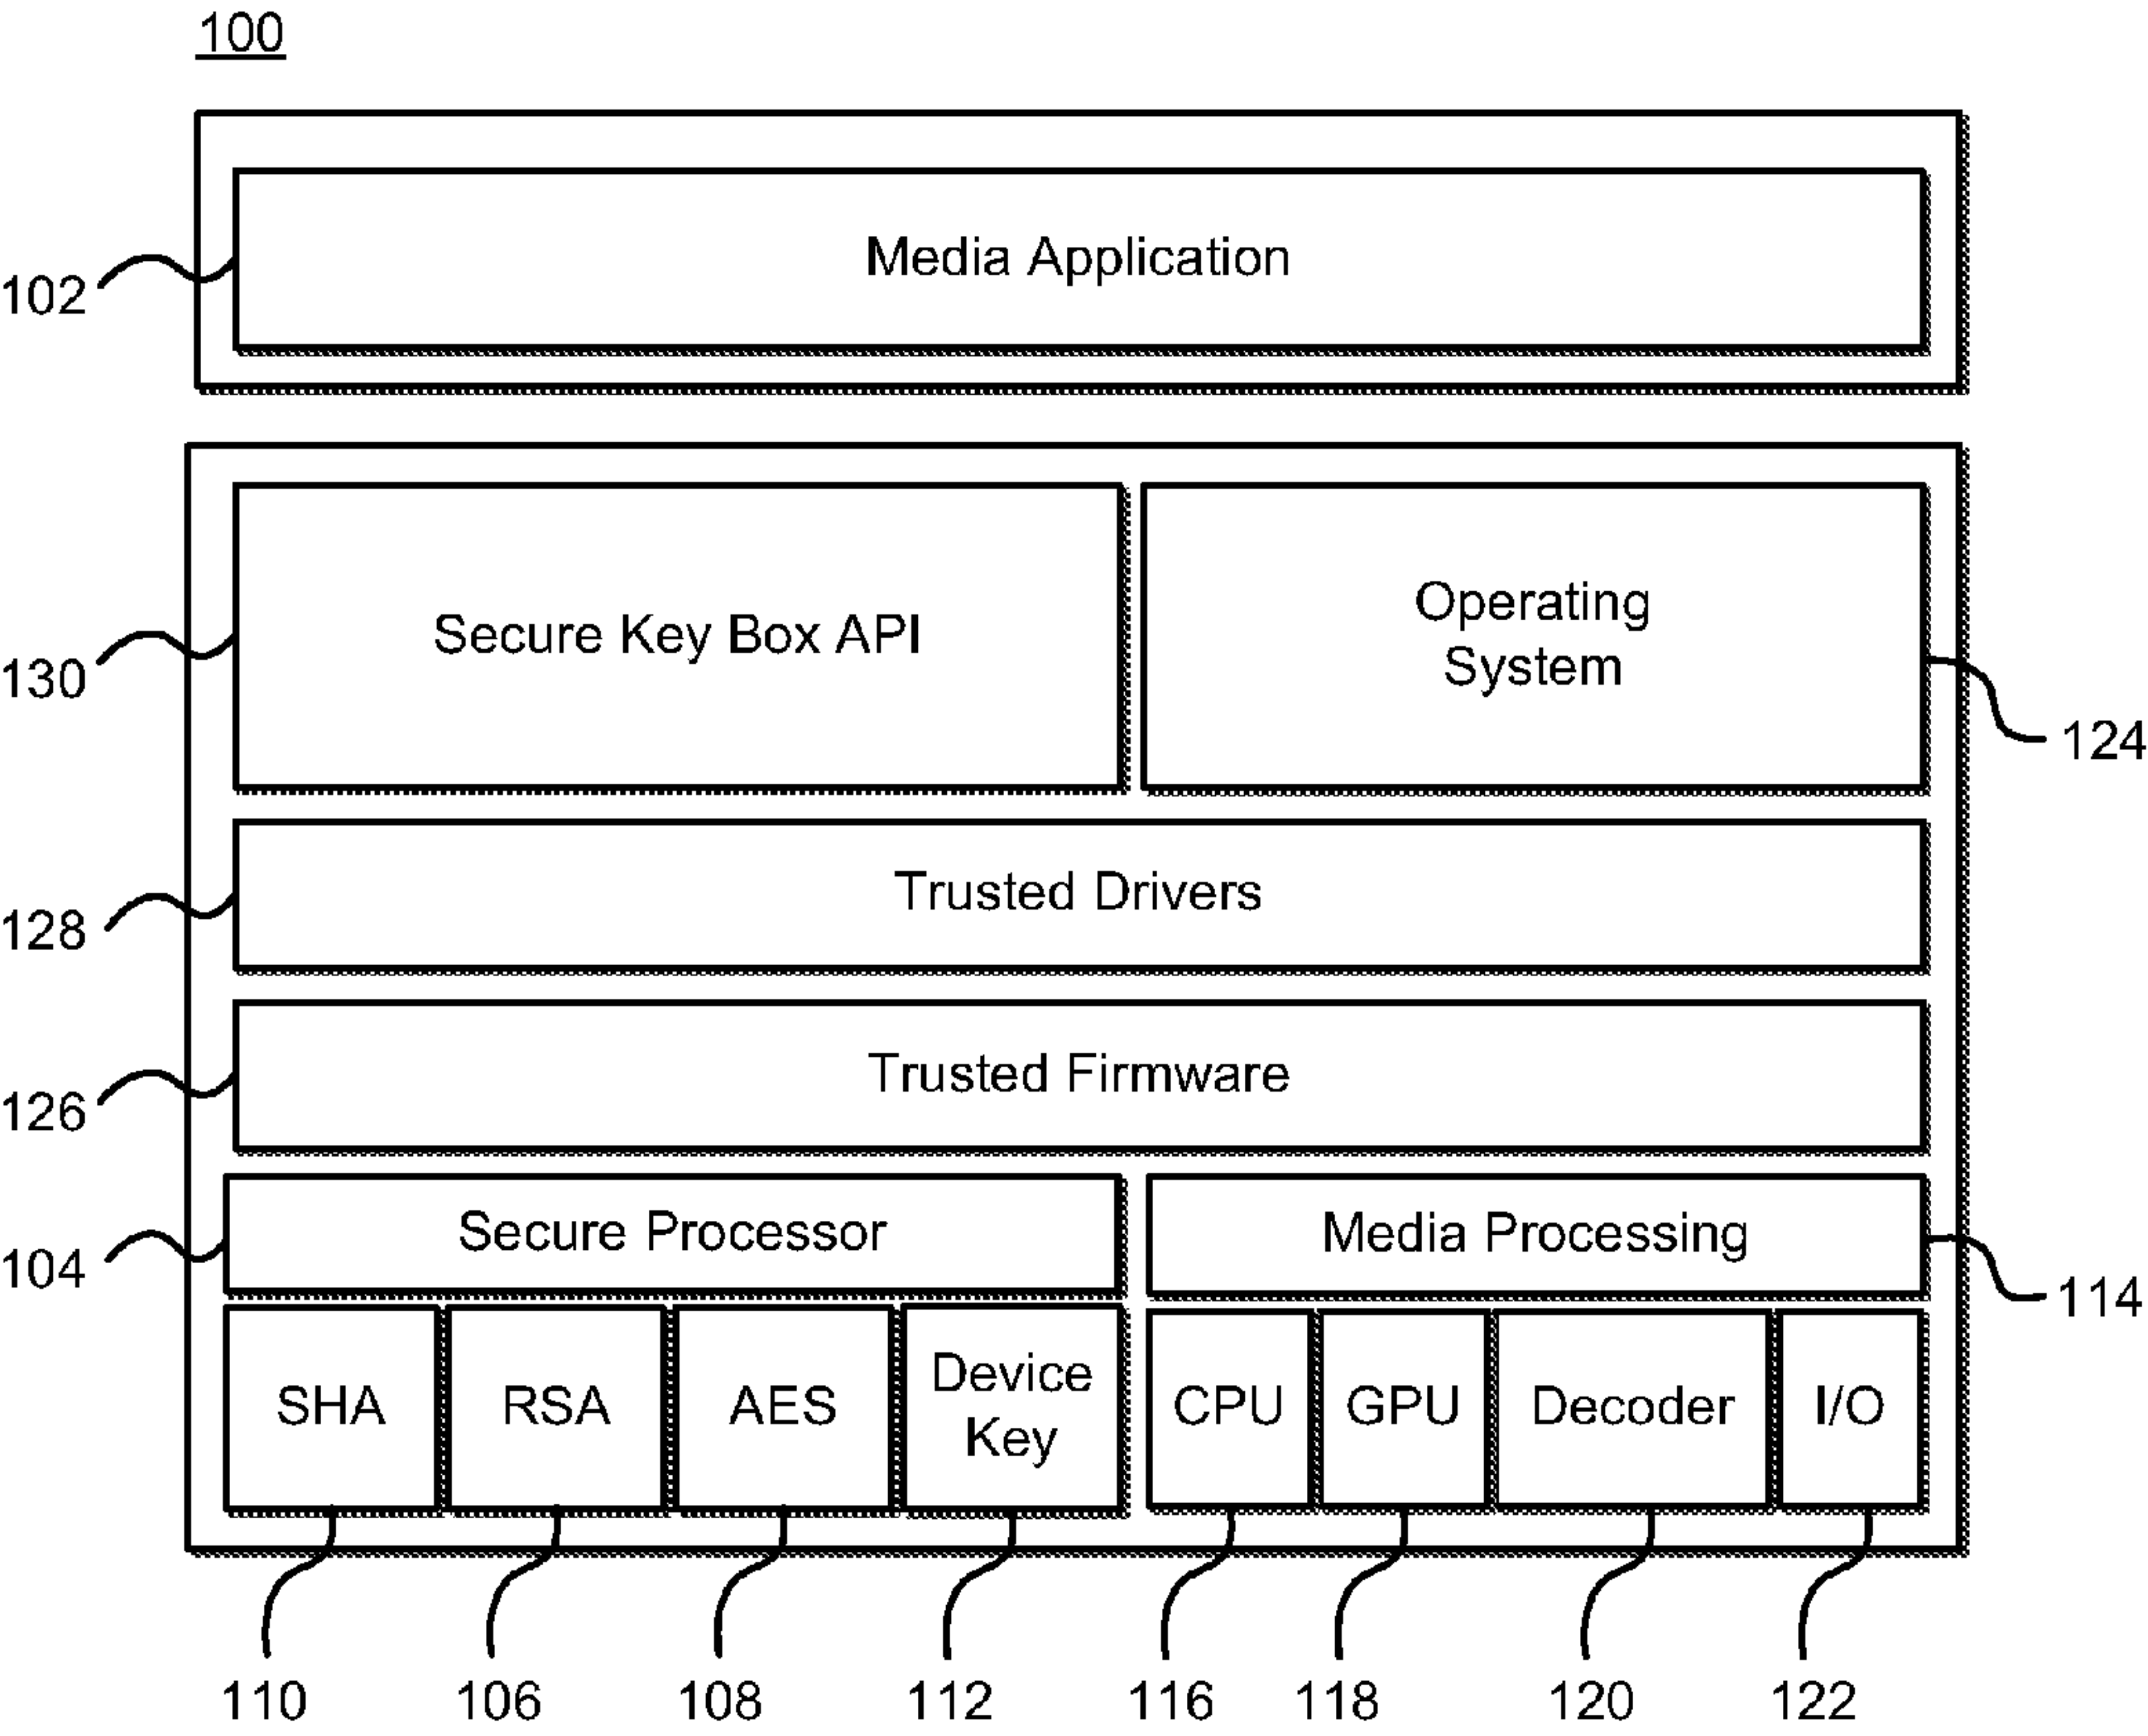 100
Media Application
102
Secure Key Box API
Operating
System
130
124
Trusted Drivers
128
Trusted Firmware
126
Secure Processor
Media Processing
104
114
SHA
RSA
AES
Device
Key
CPU
GPU
Decoder
I/O
110
106
108
112
116
118
120
122